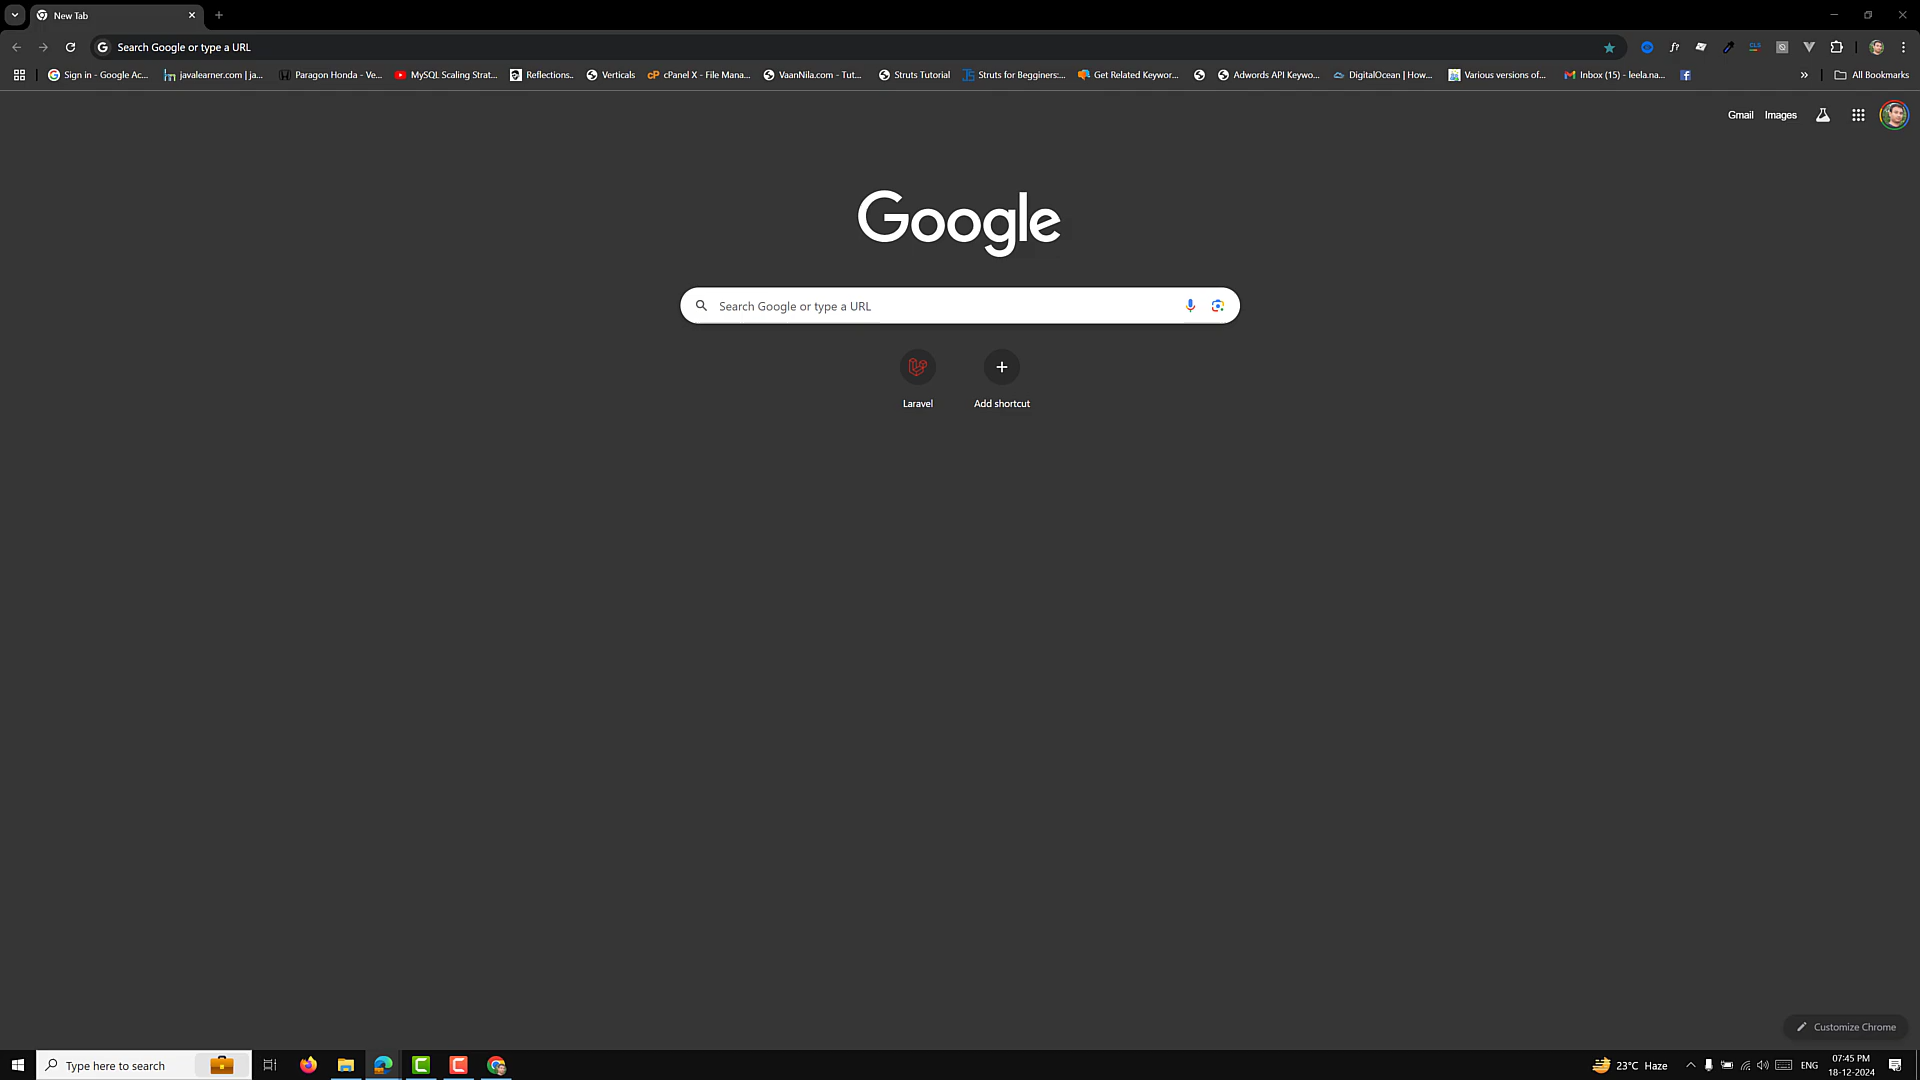 New Tab
Search Google or type a URL
Sign in - Google Ac...
javalearner.com | ja...
Paragon Honda - Ve...
MySQL Scaling Strat...
Reflections..
Verticals
cPanel X - File Mana...
VaanNila.com - Tut...
Struts Tutorial
Struts for Begginers:...
Get Related Keywor...
Adwords API Keywo...
DigitalOcean | How...
Various versions of...
Inbox (15) - leela.na...
All Bookmarks
Gmail
Images
Google
Search Google or type a URL
Laravel
Add shortcut
Customize Chrome
Type here to search
23°C Haze
ENG
07:45 PM
18-12-2024